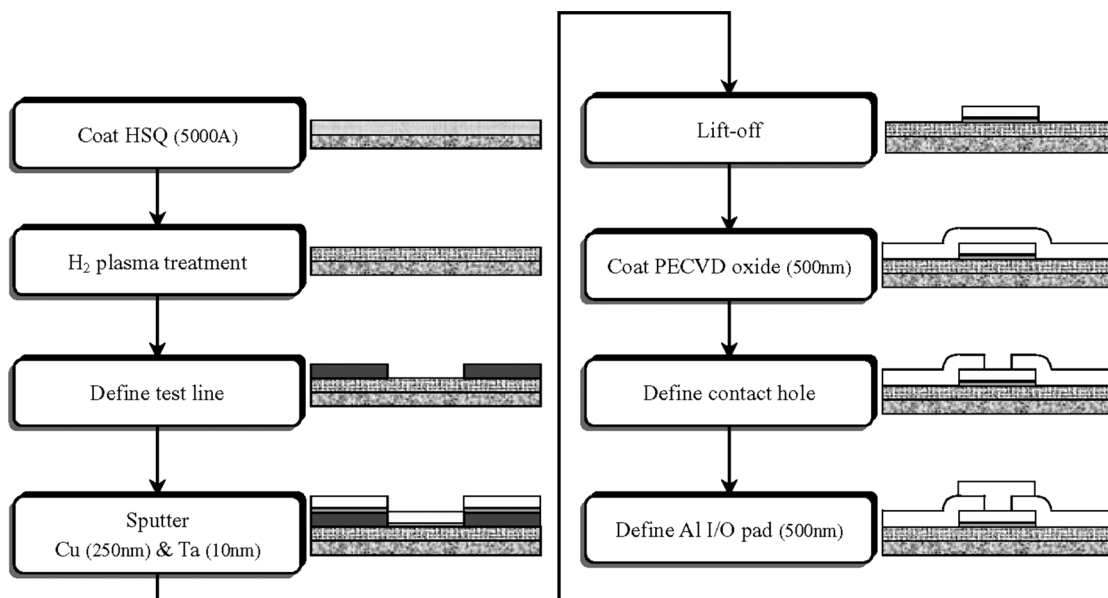 Coat HSQ (5000A)
H₂ plasma treatment
Define test line
Sputter
Cu (250nm) & Ta (10nm)
Lift-off
Coat PECVD oxide (500nm)
Define contact hole
Define Al I/O pad (500nm)